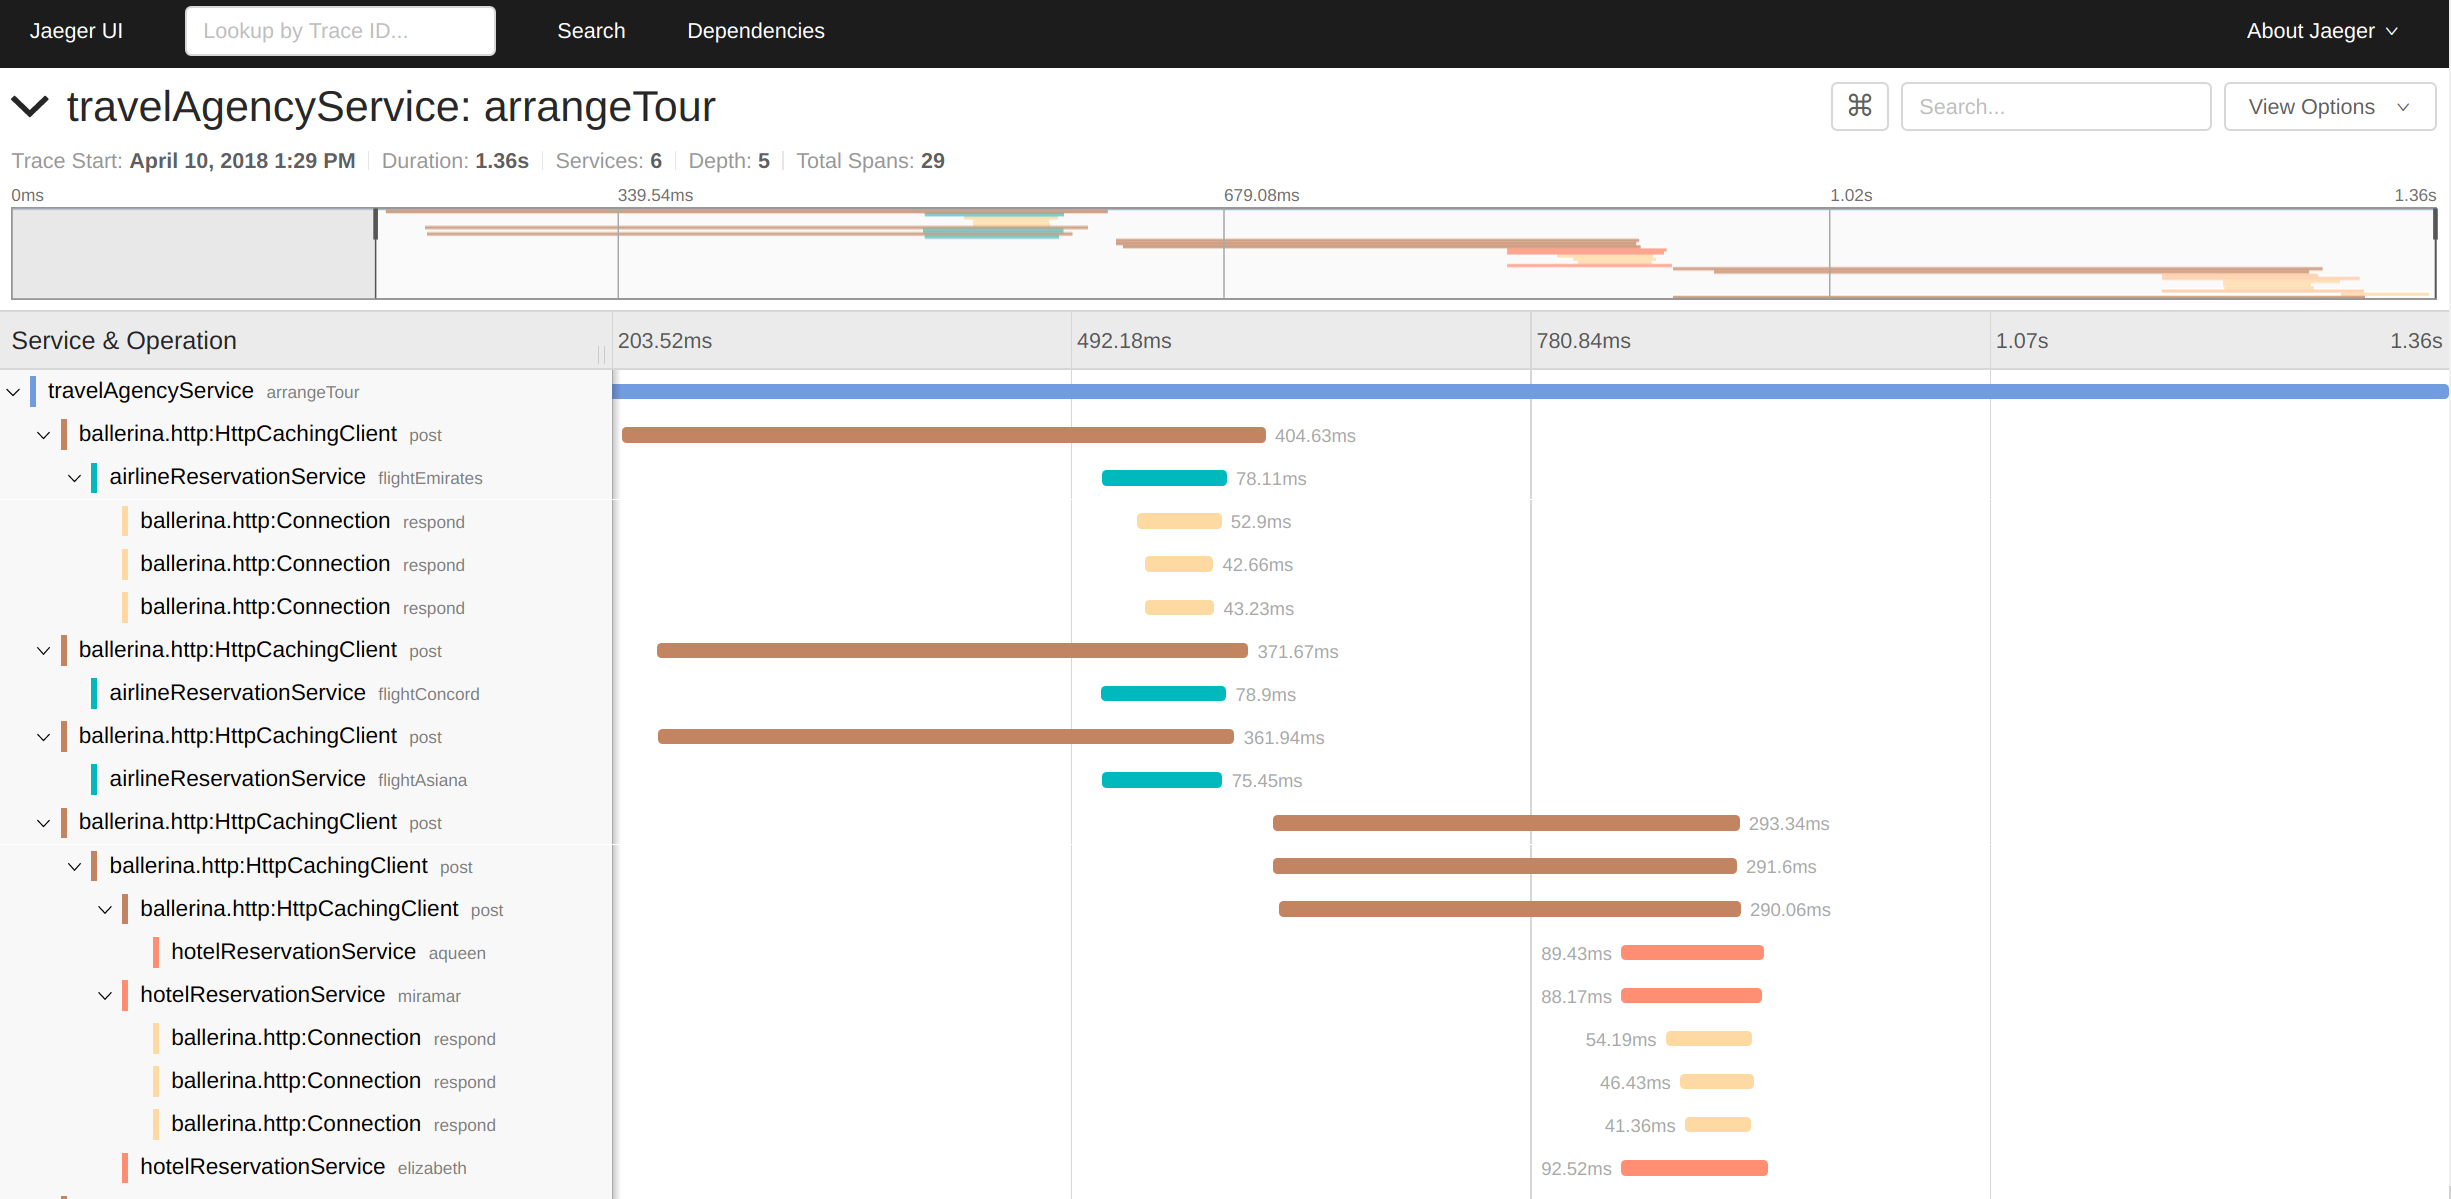 Jaeger UI Lookup by Trace ID... Search Dependencies About Jaeger
travelAgencyService: arrangeTour ⌘ Search... View Options
Trace Start: April 10, 2018 1:29 PM Duration: 1.36s Services: 6 Depth: 5 Total Spans: 29
0ms 339.54ms 679.08ms 1.02s 1.36s
Service & Operation 203.52ms 492.18ms 780.84ms 1.07s 1.36s
travelAgencyService arrangeTour
ballerina.http:HttpCachingClient post 404.63ms
airlineReservationService flightEmirates 78.11ms
ballerina.http:Connection respond 52.9ms
ballerina.http:Connection respond 42.66ms
ballerina.http:Connection respond 43.23ms
ballerina.http:HttpCachingClient post 371.67ms
airlineReservationService flightConcord 78.9ms
ballerina.http:HttpCachingClient post 361.94ms
airlineReservationService flightAsiana 75.45ms
ballerina.http:HttpCachingClient post 293.34ms
ballerina.http:HttpCachingClient post 291.6ms
ballerina.http:HttpCachingClient post 290.06ms
hotelReservationService aqueen 89.43ms
hotelReservationService miramar 88.17ms
ballerina.http:Connection respond 54.19ms
ballerina.http:Connection respond 46.43ms
ballerina.http:Connection respond 41.36ms
hotelReservationService elizabeth 92.52ms